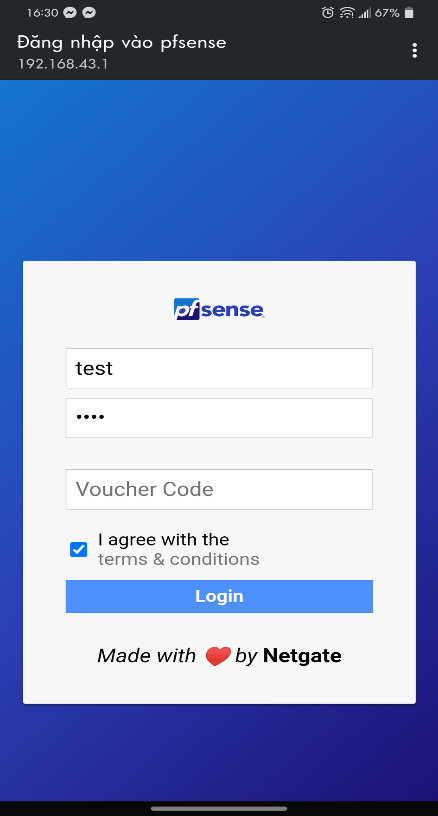 16:30
67%
Đăng nhập vào pfsense
192.168.43.1
pfsense
test
••••
Voucher Code
I agree with the
terms & conditions
Login
Made with ❤ by Netgate